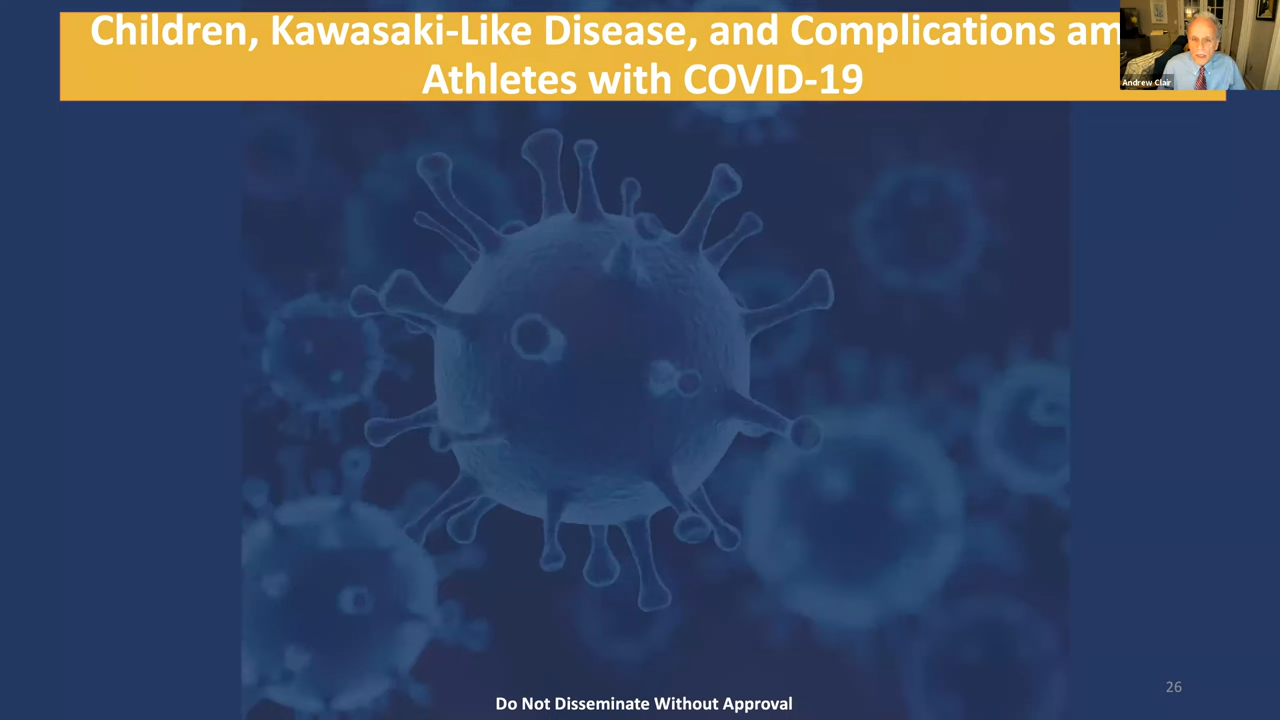 Children, Kawasaki-Like Disease, and Complications am
Athletes with COVID-19
Andrew Clair
26
Do Not Disseminate Without Approval